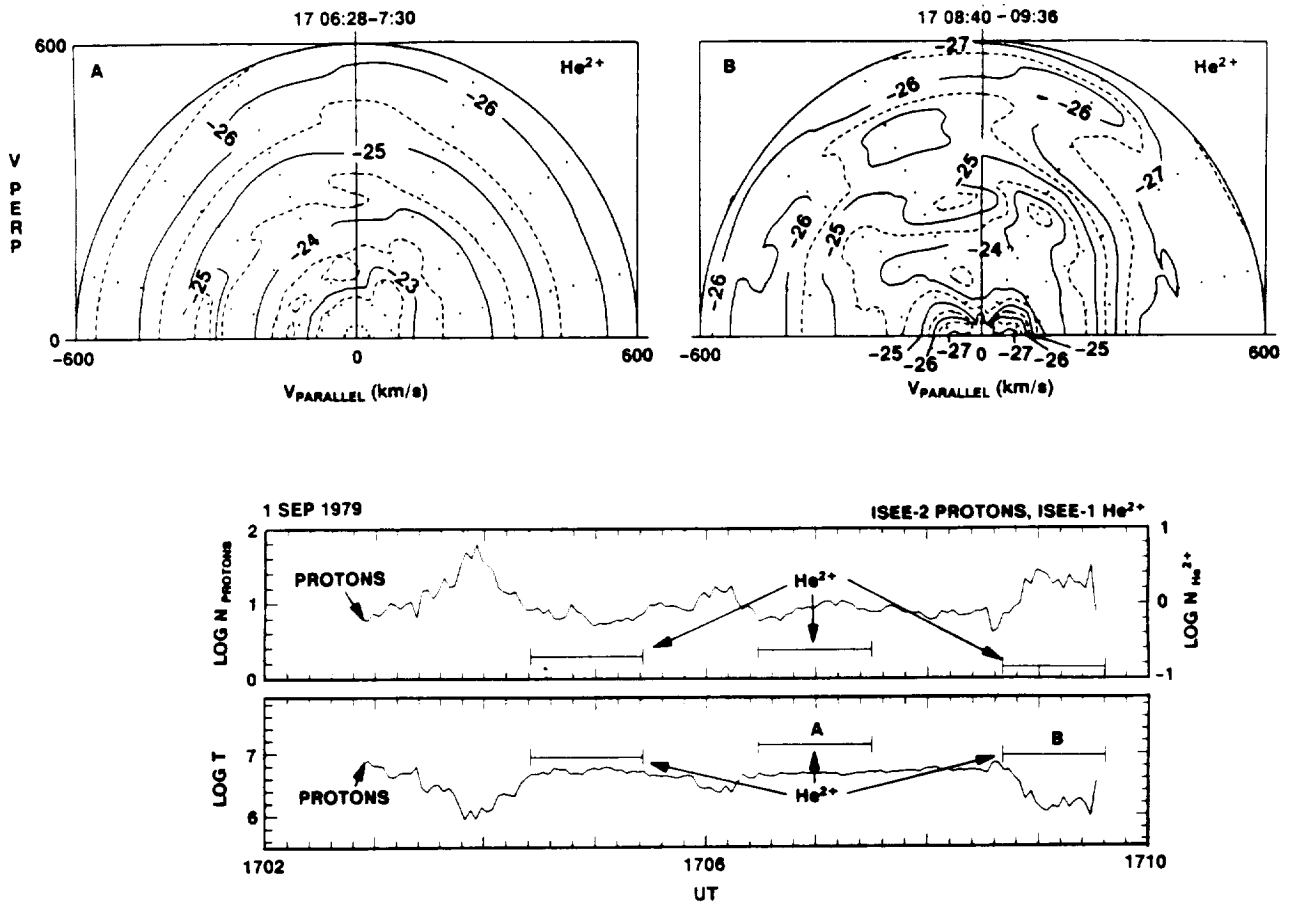 17 06:28-7:30
600
A
He²⁺
-26
-26
-25
-24
-25
-23
V PERP
0
-600
0
600
V PARALLEL (km/s)
17 08:40 - 09:36
B
He²⁺
-27
-26
-26
-25
-27
-26
-25
-24
-26
-600
-25
-26
-27
0
-27
-26
-25
600
V PARALLEL (km/s)
1 SEP 1979
ISEE-2 PROTONS, ISEE-1 He²⁺
2
1
0
LOG N PROTONS
PROTONS
He²⁺
1
0
-1
LOG N He²⁺
7
6
LOG T
PROTONS
A
He²⁺
B
1702
1706
1710
UT